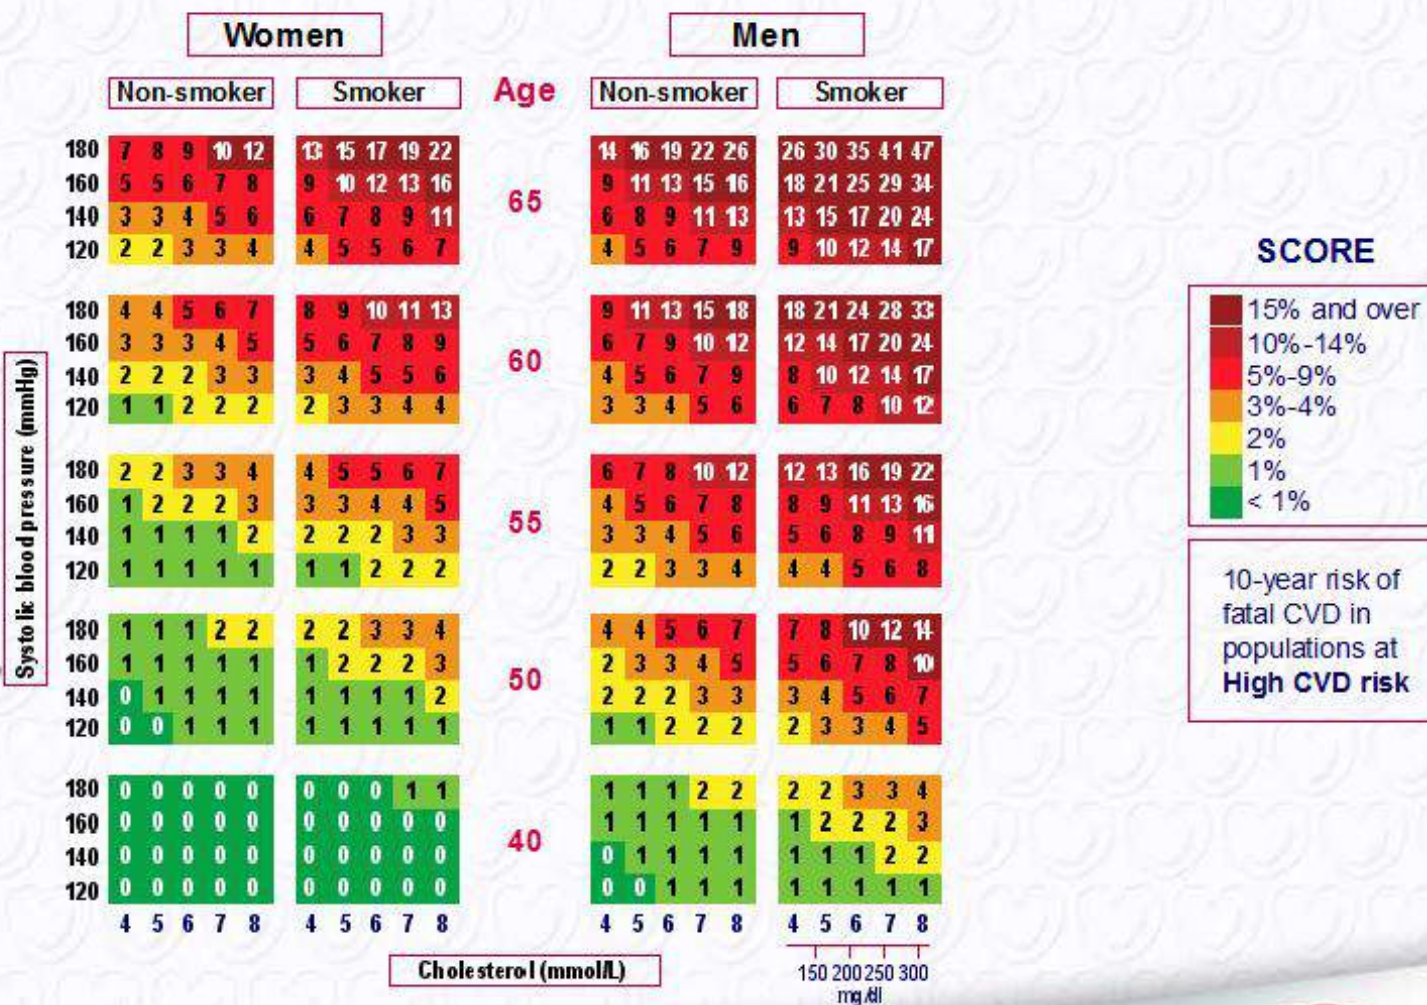 Women Men
Non-smoker Smoker Age Non-smoker Smoker
180 7 8 9 10 12 13 15 17 19 22 14 16 19 22 26 26 30 35 41 47
160 5 5 6 7 8 9 10 12 13 16 9 11 13 15 16 18 21 25 29 34
65
140 3 3 4 5 6 6 7 8 9 11 6 8 9 11 13 13 15 17 20 24
120 2 2 3 3 4 4 5 5 6 7 4 5 6 7 9 9 10 12 14 17
180 4 4 5 6 7 8 9 10 11 13 9 11 13 15 18 18 21 24 28 33
160 3 3 3 4 5 5 6 7 8 9 6 7 9 10 12 12 14 17 20 24
60
140 2 2 2 3 3 3 4 5 5 6 4 5 6 7 9 8 10 12 14 17
120 1 1 2 2 2 2 3 3 4 4 3 3 4 5 6 6 7 8 10 12
180 2 2 3 3 4 4 5 5 6 7 6 7 8 10 12 12 13 16 19 22
160 1 2 2 2 3 3 3 4 4 5 4 5 6 7 8 8 9 11 13 16
55
140 1 1 1 1 2 2 2 2 3 3 3 3 4 5 6 5 6 8 9 11
120 1 1 1 1 1 1 1 2 2 2 2 2 3 3 4 4 4 5 6 8
180 1 1 1 2 2 2 2 3 3 4 4 4 5 6 7 7 8 10 12 14
160 1 1 1 1 1 1 2 2 2 3 2 3 3 4 5 5 6 7 8 10
50
140 0 1 1 1 1 1 1 1 1 2 2 2 2 3 3 3 4 5 6 7
120 0 0 1 1 1 1 1 1 1 1 1 1 2 2 2 2 3 3 4 5
180 0 0 0 0 0 0 0 0 1 1 1 1 1 2 2 2 2 3 3 4
160 0 0 0 0 0 0 0 0 0 0 1 1 1 1 1 1 2 2 2 3
40
140 0 0 0 0 0 0 0 0 0 0 0 1 1 1 1 1 1 1 2 2
120 0 0 0 0 0 0 0 0 0 0 0 0 1 1 1 1 1 1 1 1
4 5 6 7 8 4 5 6 7 8 4 5 6 7 8 4 5 6 7 8
Systolic blood pressure (mmHg)
Cholesterol (mmol/L)
150 200 250 300
mg/dl
SCORE
15% and over
10%-14%
5%-9%
3%-4%
2%
1%
< 1%
10-year risk of
fatal CVD in
populations at
High CVD risk